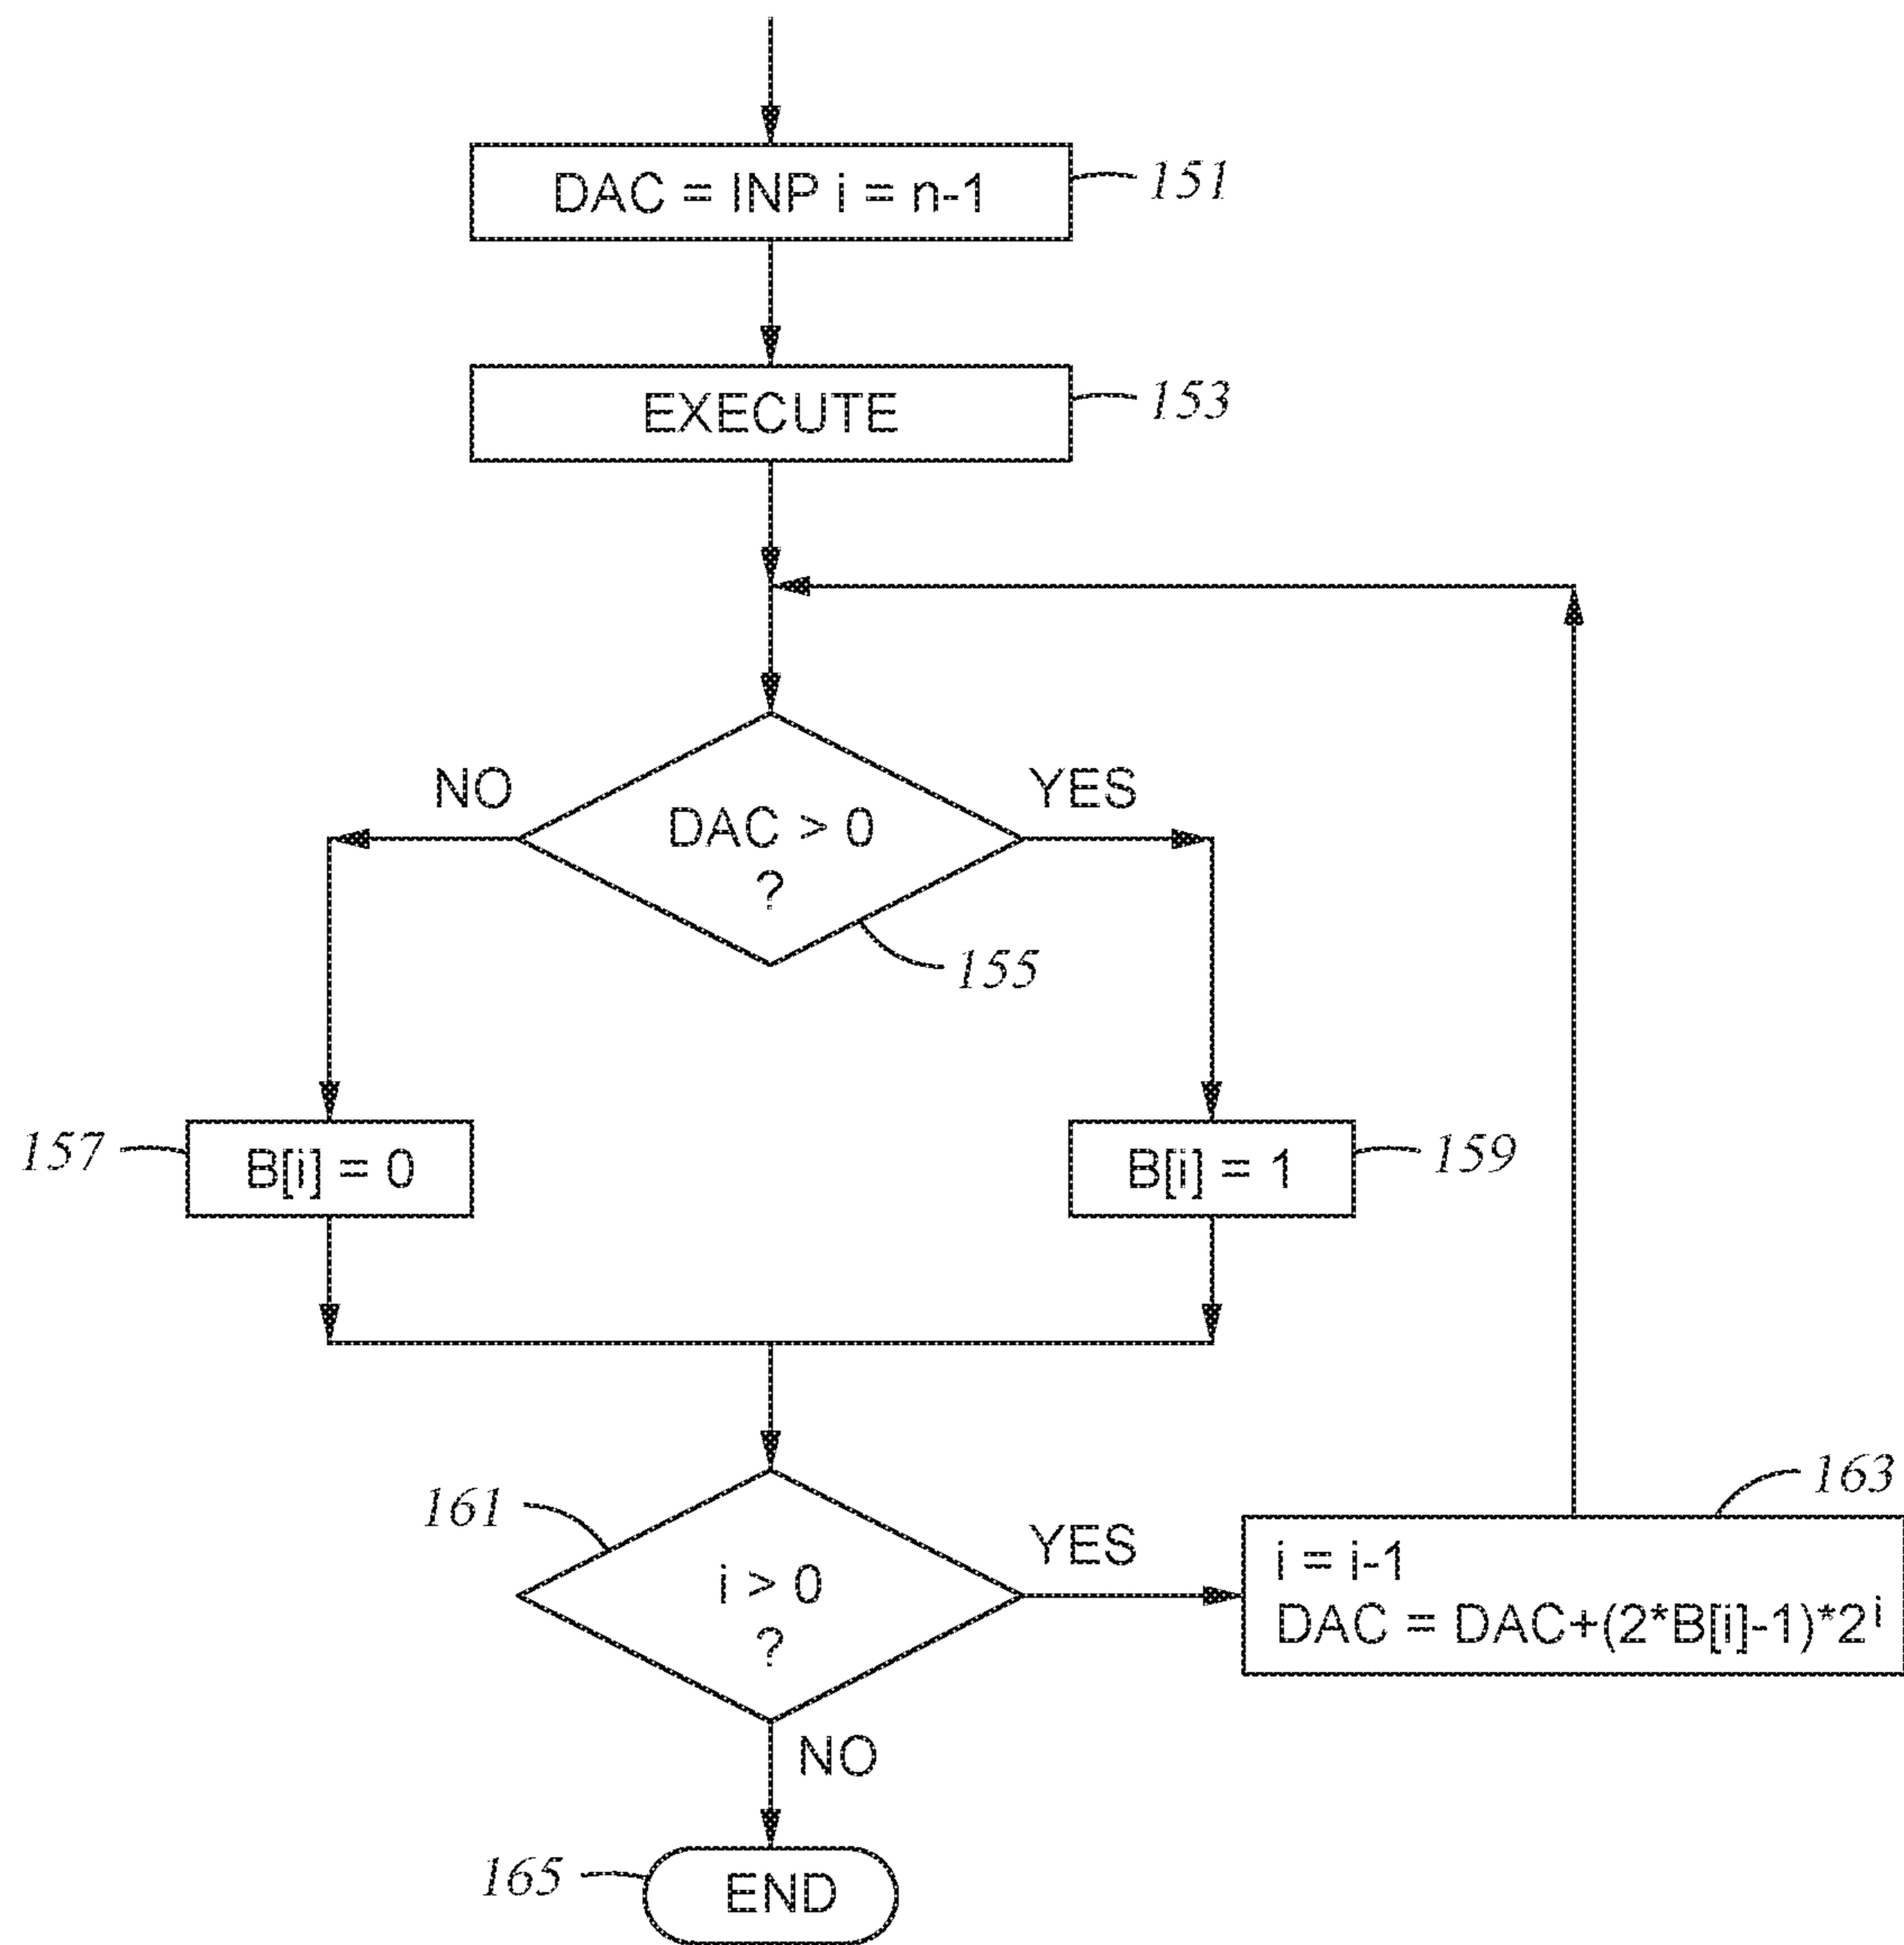 DAC = INP i = n-1
151
EXECUTE
153
NO
YES
DAC > 0
?
155
157
B[i] = 0
B[i] = 1
159
161
i > 0
?
YES
163
i = i-1
DAC = DAC+(2*B[i]-1)*2ⁱ
NO
165
END